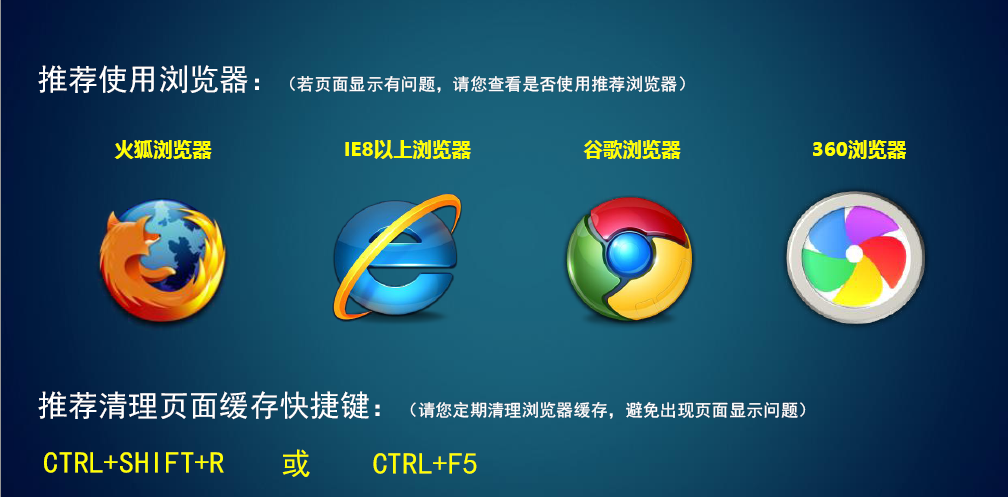 推荐使用浏览器：（若页面显示有问题，请您查看是否使用推荐浏览器）
火狐浏览器 IE8以上浏览器 谷歌浏览器 360浏览器
推荐清理页面缓存快捷键：（请您定期清理浏览器缓存，避免出现页面显示问题）
CTRL+SHIFT+R 或 CTRL+F5